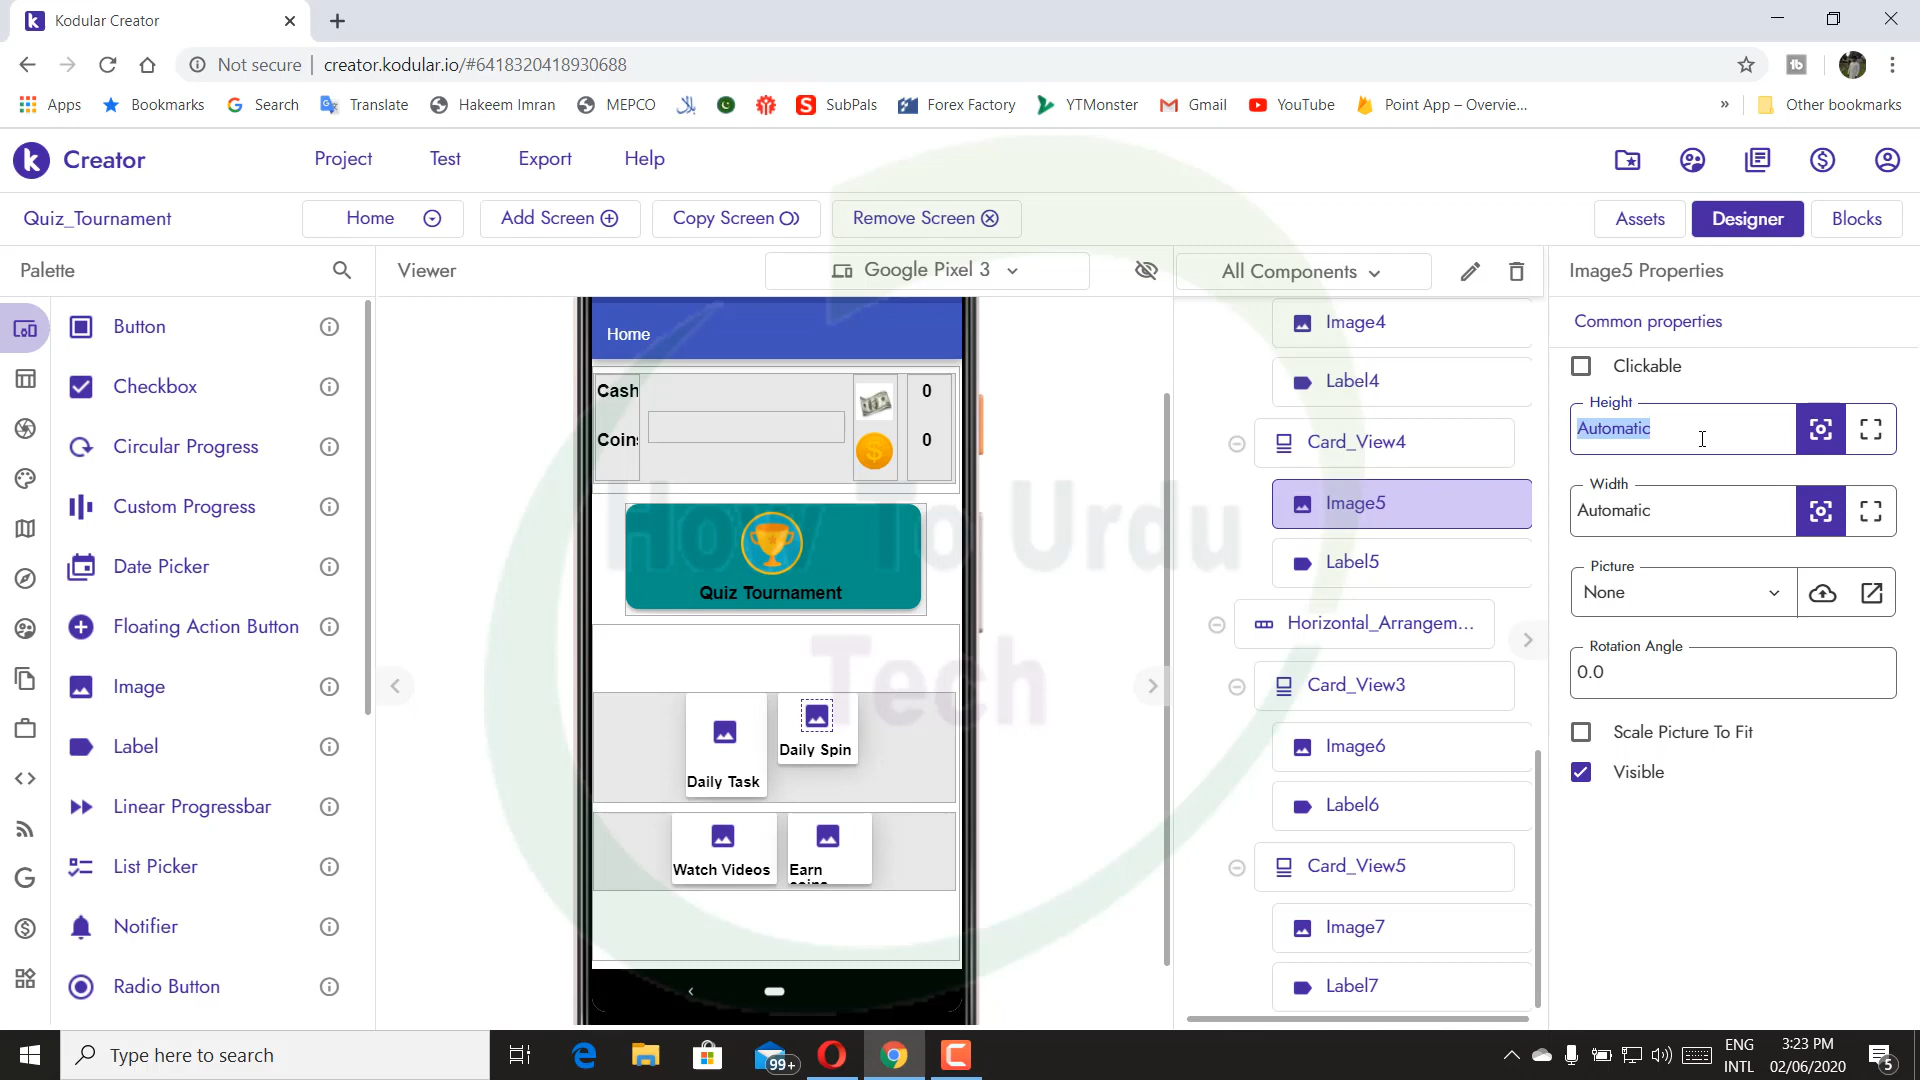 Kodular Creator
Not secure | creator.kodular.io/#6418320418930688
Apps Bookmarks Search Translate Hakeem Imran MEPCO SubPals Forex Factory YTMonster Gmail YouTube Point App – Overvie... » Other bookmarks
Creator Project Test Export Help
Quiz_Tournament Home Add Screen Copy Screen Remove Screen Assets Designer Blocks
Palette Viewer Google Pixel 3 All Components Image5 Properties
Button
Checkbox
Circular Progress
Custom Progress
Date Picker
Floating Action Button
Image
Label
Linear Progressbar
List Picker
Notifier
Radio Button
Home
Cash 0
Coins 0
Quiz Tournament
Daily Task Daily Spin
Watch Videos Earn
coins
How To Urdu
Tech
Image4
Label4
Card_View4
Image5
Label5
Horizontal_Arrangem...
Card_View3
Image6
Label6
Card_View5
Image7
Label7
Common properties
Clickable
Height
Automatic
Width
Automatic
Picture
None
Rotation Angle
0.0
Scale Picture To Fit
Visible
Type here to search
99+
ENG
INTL
3:23 PM
02/06/2020
5